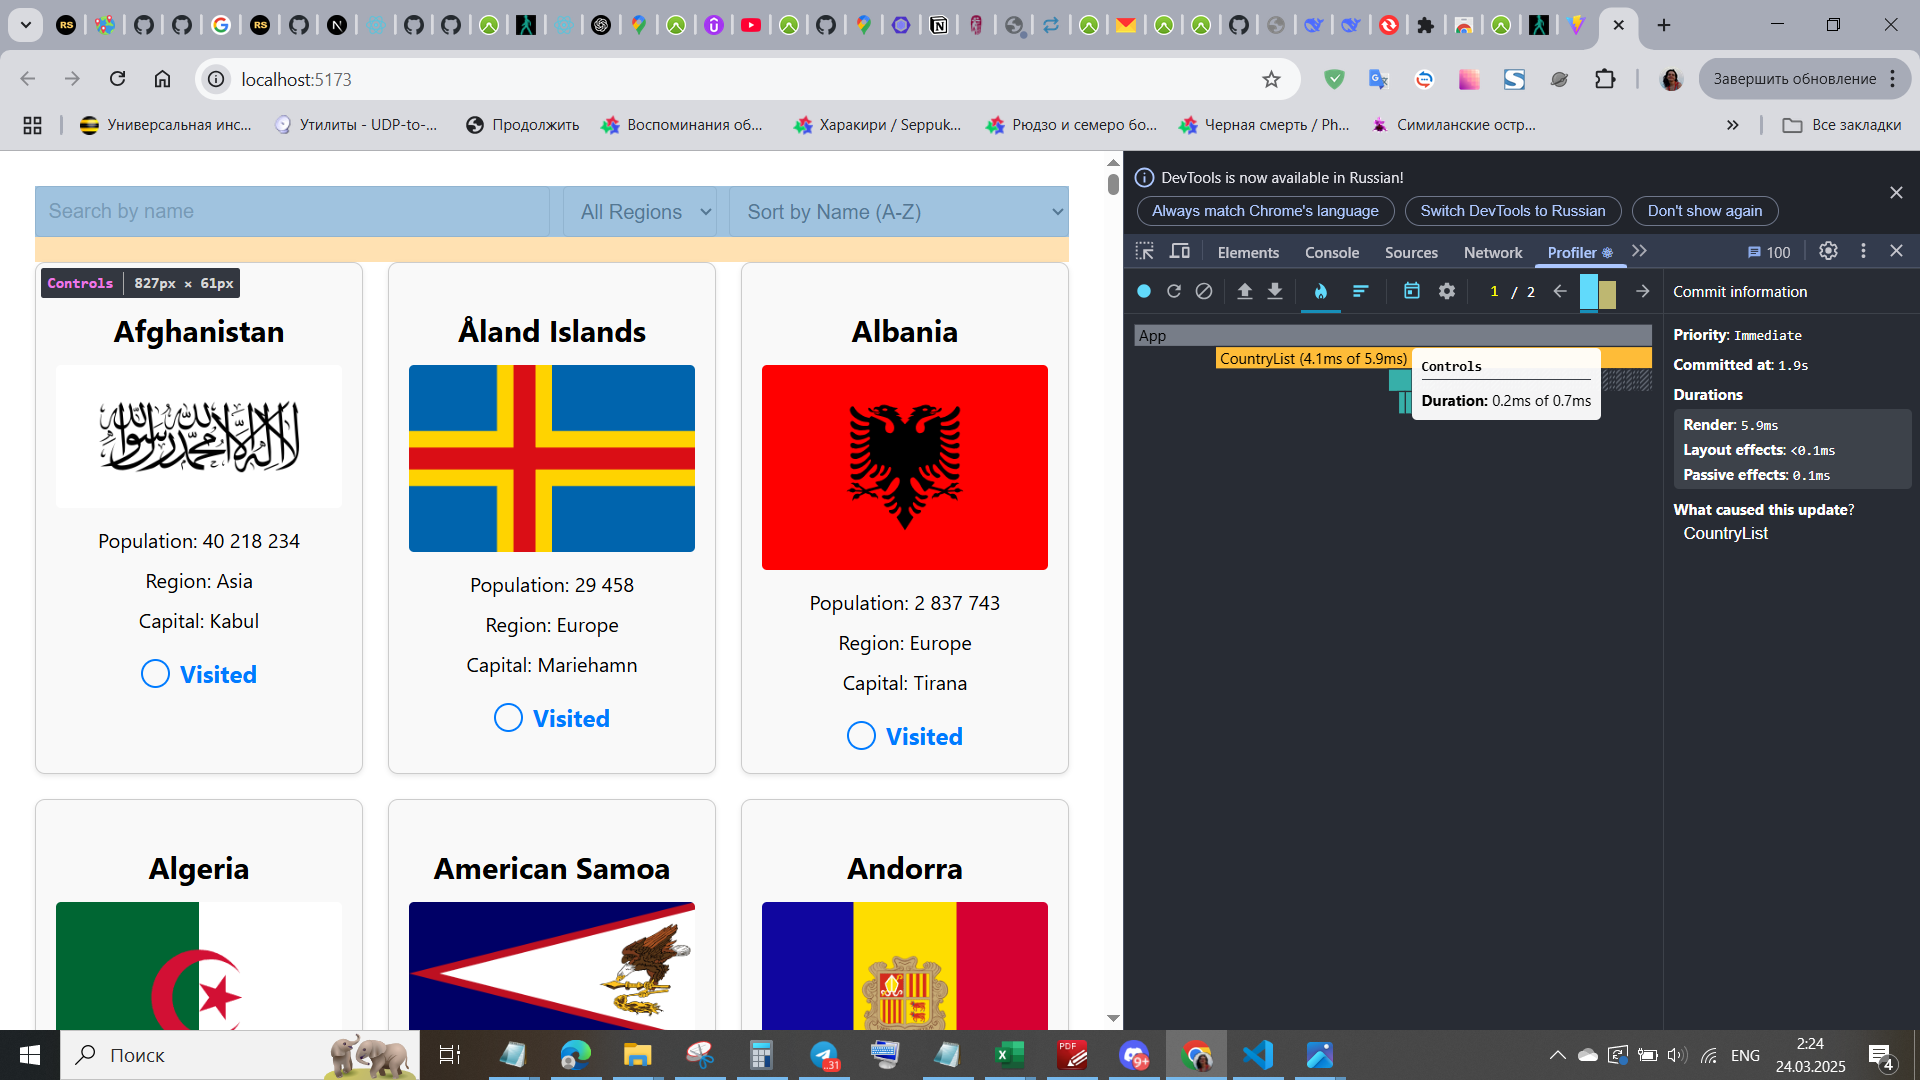 localhost:5173
Завершить обновление
Универсальная инс...
Утилиты - UDP-to-...
Продолжить
Воспоминания об...
Харакири / Seppuk...
Рюдзо и семеро бо...
Черная смерть / Ph...
Симиланские остр...
Все закладки
Search by name
All Regions
Sort by Name (A-Z)
Controls 827px × 61px
Afghanistan
Population: 40 218 234
Region: Asia
Capital: Kabul
Visited
Åland Islands
Population: 29 458
Region: Europe
Capital: Mariehamn
Visited
Albania
Population: 2 837 743
Region: Europe
Capital: Tirana
Visited
Algeria
American Samoa
Andorra
DevTools is now available in Russian!
Always match Chrome's language
Switch DevTools to Russian
Don't show again
Elements
Console
Sources
Network
Profiler
100
1 / 2
App
CountryList (4.1ms of 5.9ms)
Controls
Duration: 0.2ms of 0.7ms
Commit information
Priority: Immediate
Committed at: 1.9s
Durations
Render: 5.9ms
Layout effects: <0.1ms
Passive effects: 0.1ms
What caused this update?
CountryList
Поиск
ENG
2:24
24.03.2025
4